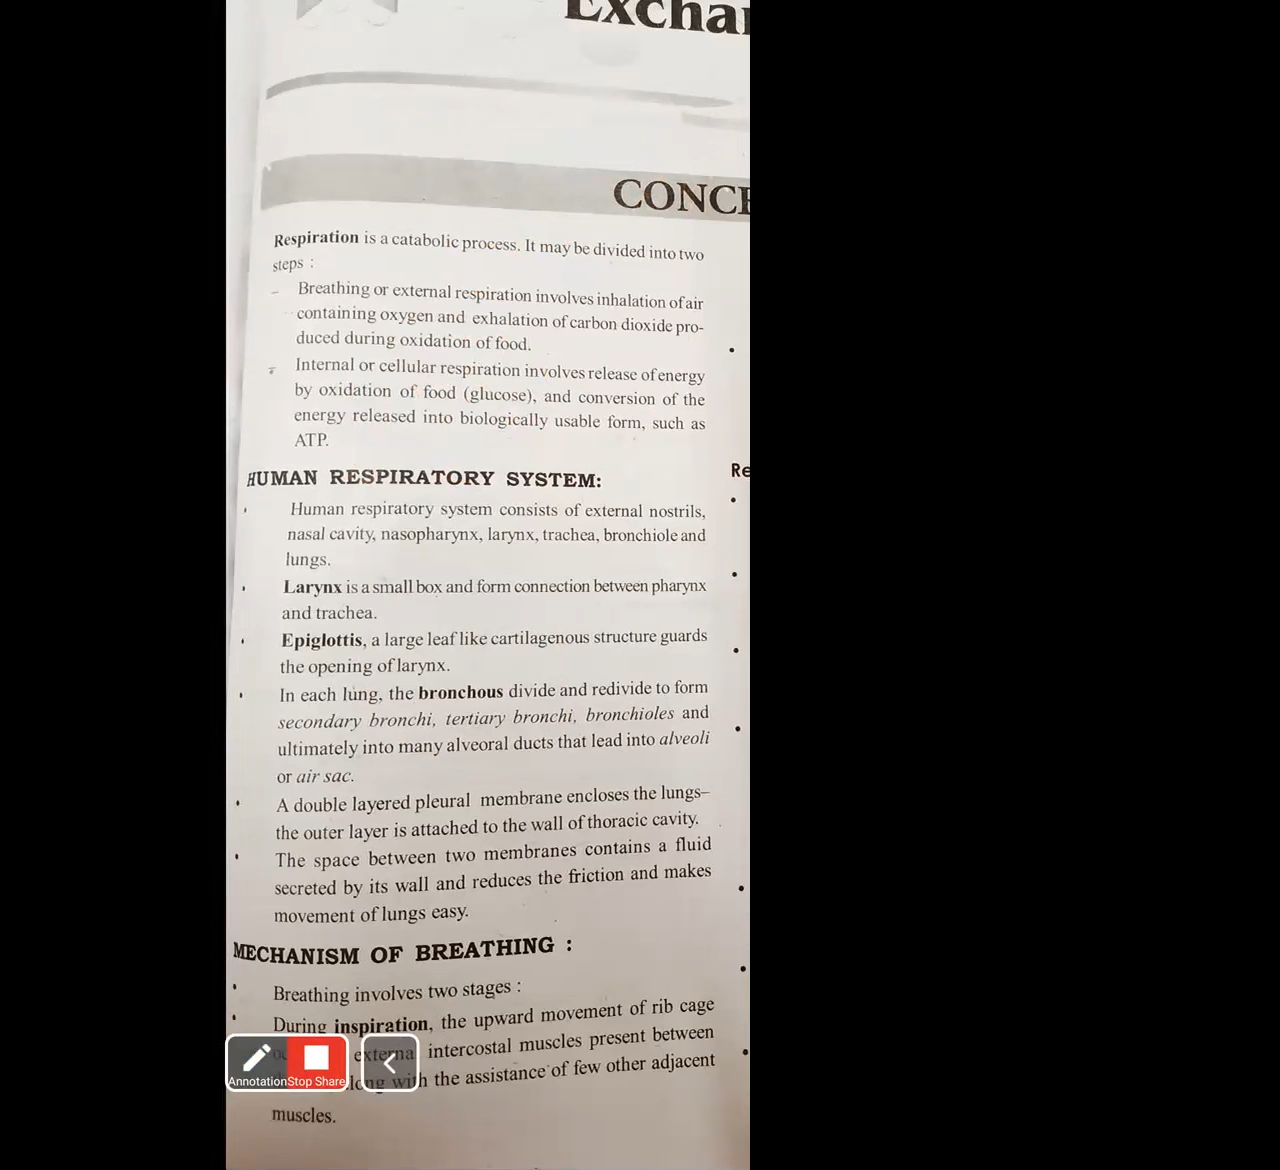 Excha
CONCE
Respiration is a catabolic process. It may be divided into two
steps :
Breathing or external respiration involves inhalation of air
containing oxygen and exhalation of carbon dioxide pro-
duced during oxidation of food.
Internal or cellular respiration involves release of energy
by oxidation of food (glucose), and conversion of the
energy released into biologically usable form, such as
ATP.
HUMAN RESPIRATORY SYSTEM:
• Human respiratory system consists of external nostrils,
nasal cavity, nasopharynx, larynx, trachea, bronchiole and
lungs.
• Larynx is a small box and form connection between pharynx
and trachea.
• Epiglottis, a large leaf like cartilagenous structure guards
the opening of larynx.
• In each lung, the bronchous divide and redivide to form
secondary bronchi, tertiary bronchi, bronchioles and
ultimately into many alveoral ducts that lead into alveoli
or air sac.
• A double layered pleural membrane encloses the lungs–
the outer layer is attached to the wall of thoracic cavity.
• The space between two membranes contains a fluid
secreted by its wall and reduces the friction and makes
movement of lungs easy.
MECHANISM OF BREATHING :
• Breathing involves two stages :
• During inspiration, the upward movement of rib cage
external intercostal muscles present between
with the assistance of few other adjacent
muscles.
Re
Annotation Stop Share